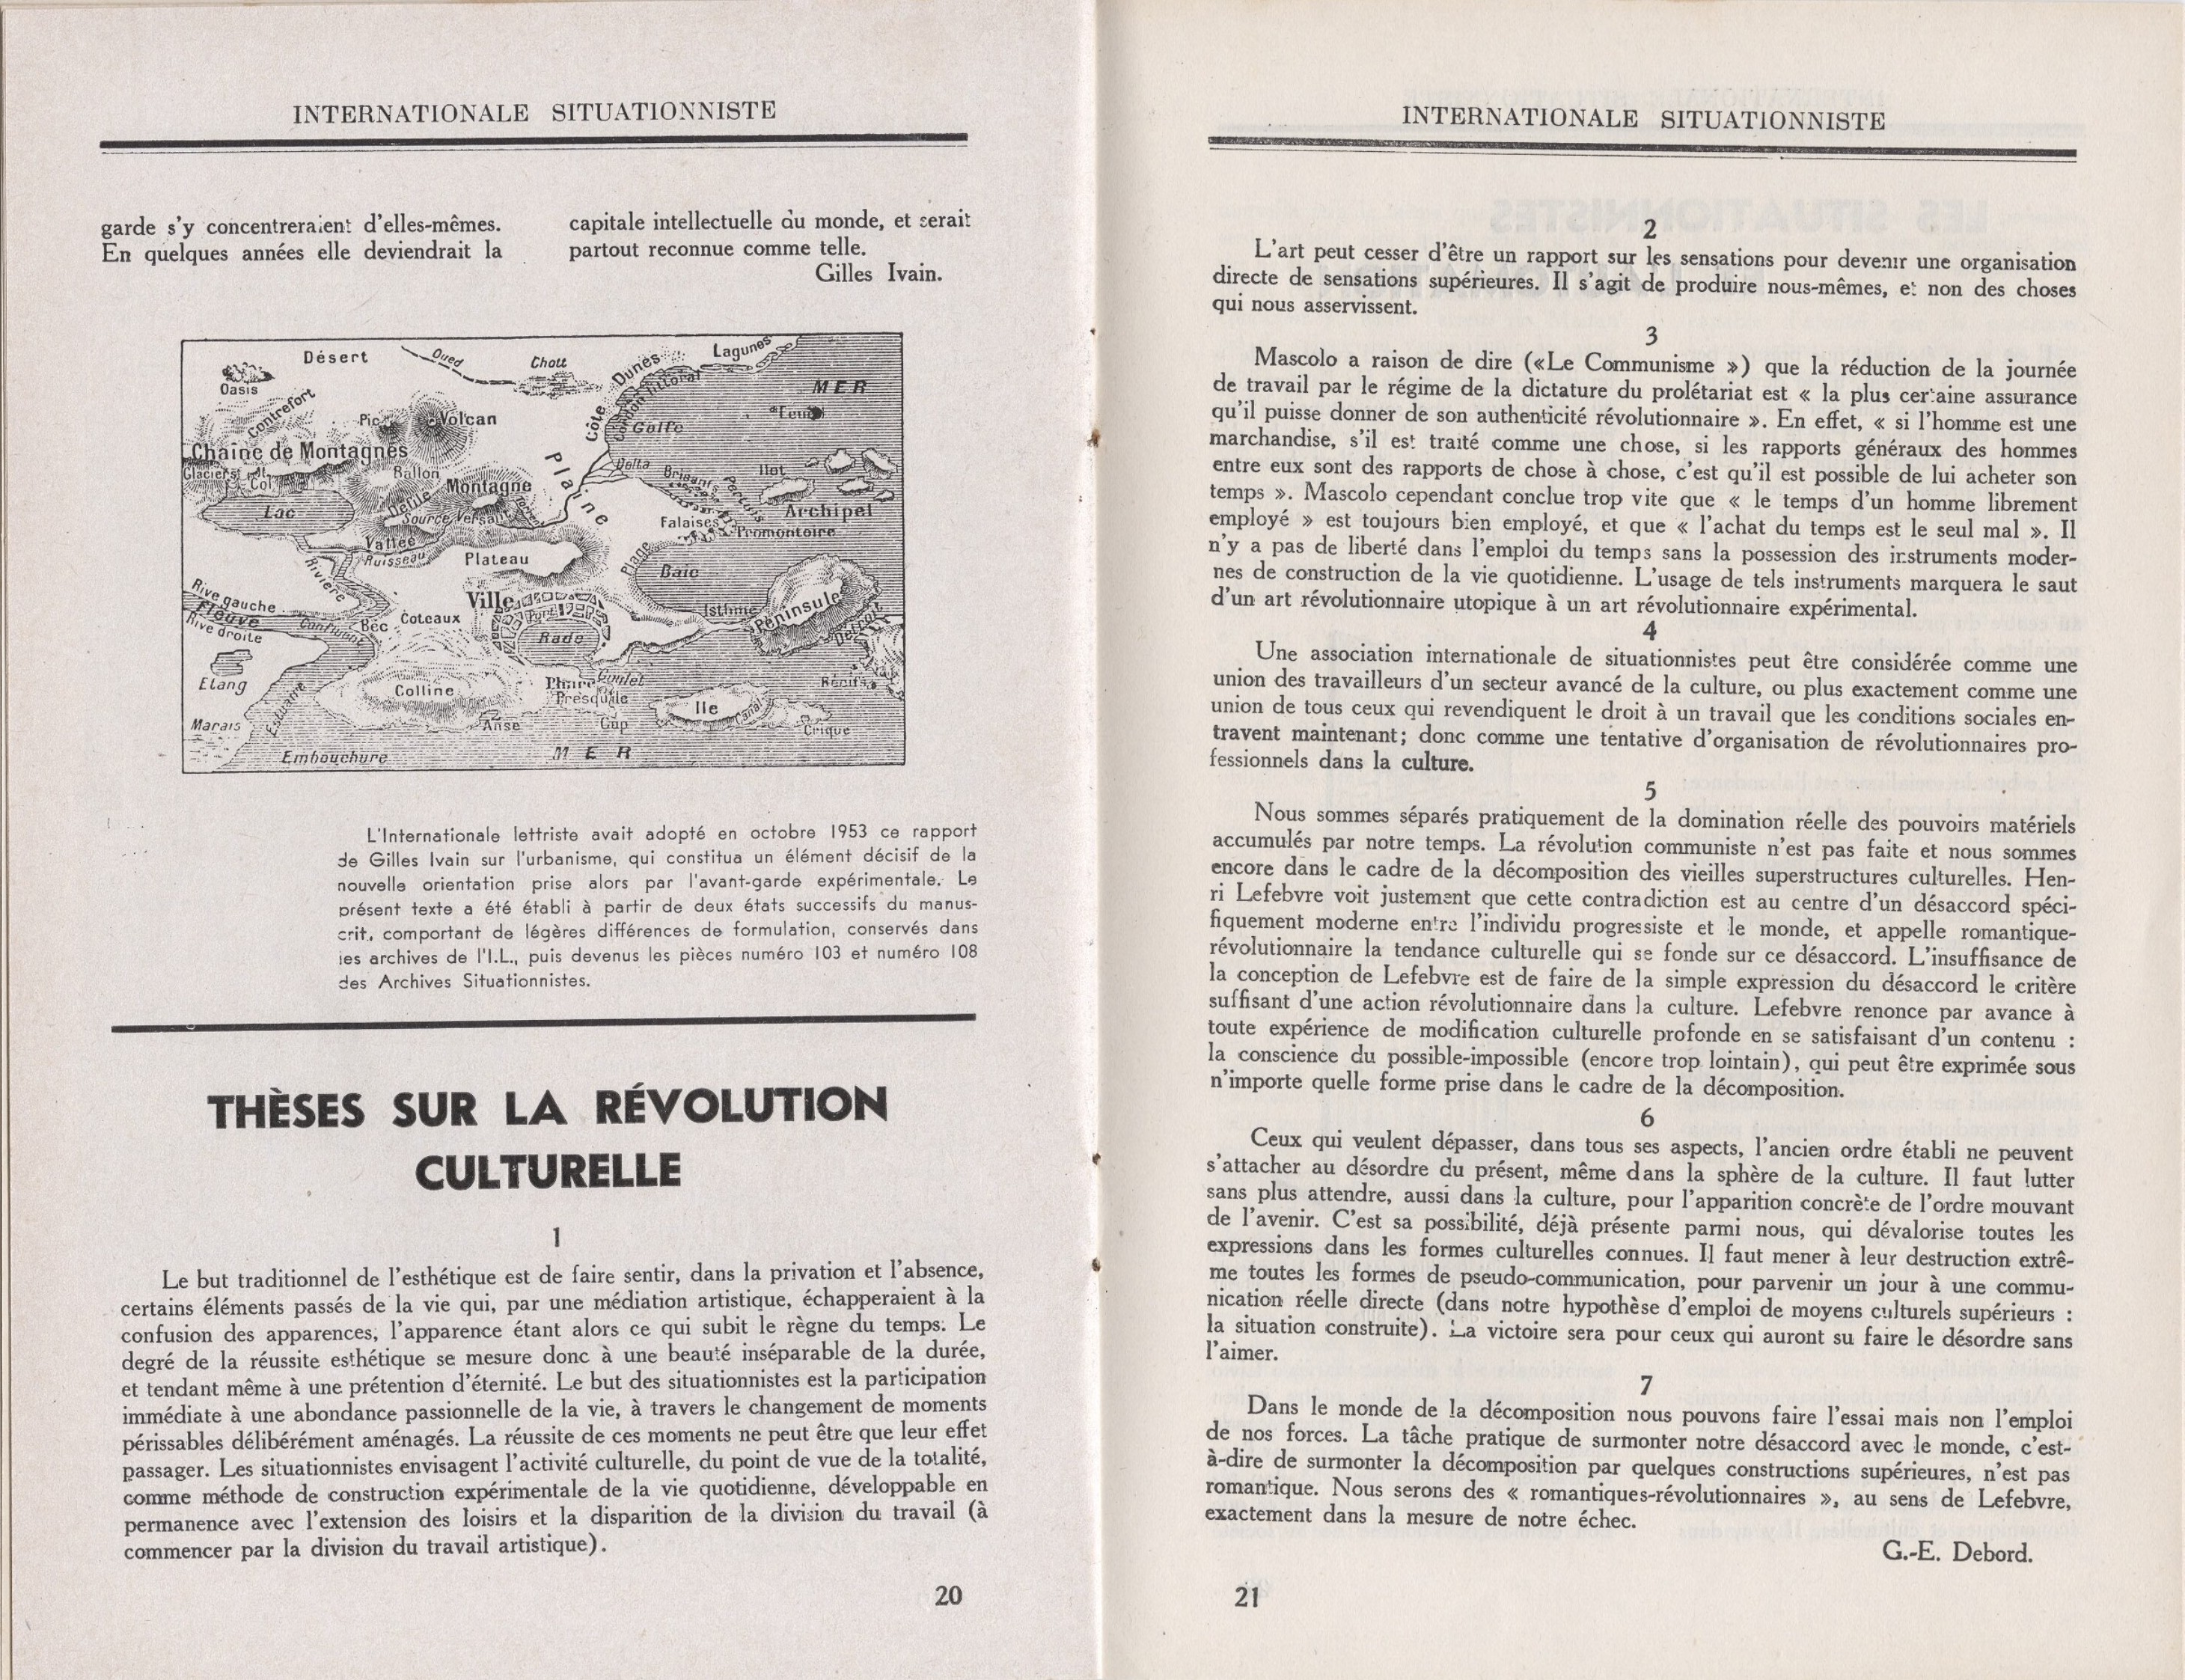 INTERNATIONALE SITUATIONNISTE
garde s'y concentreraient d'elles-mêmes.
En quelques années elle deviendrait la
capitale intellectuelle du monde, et serait
partout reconnue comme telle.
Gilles Ivain.
Désert
Oued
Chott
Dunes
Lagunes
Oasis
Cordon littoral
MER
Contrefort
Pic
Volcan
Côte
Golfe
Ecueil
Chaîne de Montagnes
Glaciers
Col
Ballon
Plaine
Delta
Brisants
Pertuis
Ilot
Défilé
Montagne
Lac
Source
Versant
Falaises
Archipel
Promontoire
Vallée
Ruisseau
Plateau
Plage
Baie
Rivière
Rive gauche
Fleuve
Rive droite
Confluent
Bec
Coteaux
Ville
Port
Rade
Isthme
Péninsule
Détroit
Etang
Colline
Phare
Goulet
Presqu'île
Récifs
Marais
Estuaire
Anse
Cap
Ile
Canal
Crique
Embouchure
MER
L'Internationale lettriste avait adopté en octobre 1953 ce rapport
de Gilles Ivain sur l'urbanisme, qui constitua un élément décisif de la
nouvelle orientation prise alors par l'avant-garde expérimentale. Le
présent texte a été établi à partir de deux états successifs du manus-
crit, comportant de légères différences de formulation, conservés dans
les archives de l'I.L., puis devenus les pièces numéro 103 et numéro 108
des Archives Situationnistes.
THÈSES SUR LA RÉVOLUTION
CULTURELLE
1
Le but traditionnel de l'esthétique est de faire sentir, dans la privation et l'absence,
certains éléments passés de la vie qui, par une médiation artistique, échapperaient à la
confusion des apparences, l'apparence étant alors ce qui subit le règne du temps. Le
degré de la réussite esthétique se mesure donc à une beauté inséparable de la durée,
et tendant même à une prétention d'éternité. Le but des situationnistes est la participation
immédiate à une abondance passionnelle de la vie, à travers le changement de moments
périssables délibérément aménagés. La réussite de ces moments ne peut être que leur effet
passager. Les situationnistes envisagent l'activité culturelle, du point de vue de la totalité,
comme méthode de construction expérimentale de la vie quotidienne, développable en
permanence avec l'extension des loisirs et la disparition de la division du travail (à
commencer par la division du travail artistique).
20
INTERNATIONALE SITUATIONNISTE
2
L'art peut cesser d'être un rapport sur les sensations pour devenir une organisation
directe de sensations supérieures. Il s'agit de produire nous-mêmes, et non des choses
qui nous asservissent.
3
Mascolo a raison de dire («Le Communisme ») que la réduction de la journée
de travail par le régime de la dictature du prolétariat est « la plus certaine assurance
qu'il puisse donner de son authenticité révolutionnaire ». En effet, « si l'homme est une
marchandise, s'il est traité comme une chose, si les rapports généraux des hommes
entre eux sont des rapports de chose à chose, c'est qu'il est possible de lui acheter son
temps ». Mascolo cependant conclue trop vite que « le temps d'un homme librement
employé » est toujours bien employé, et que « l'achat du temps est le seul mal ». Il
n'y a pas de liberté dans l'emploi du temps sans la possession des instruments moder-
nes de construction de la vie quotidienne. L'usage de tels instruments marquera le saut
d'un art révolutionnaire utopique à un art révolutionnaire expérimental.
4
Une association internationale de situationnistes peut être considérée comme une
union des travailleurs d'un secteur avancé de la culture, ou plus exactement comme une
union de tous ceux qui revendiquent le droit à un travail que les conditions sociales en-
travent maintenant; donc comme une tentative d'organisation de révolutionnaires pro-
fessionnels dans la culture.
5
Nous sommes séparés pratiquement de la domination réelle des pouvoirs matériels
accumulés par notre temps. La révolution communiste n'est pas faite et nous sommes
encore dans le cadre de la décomposition des vieilles superstructures culturelles. Hen-
ri Lefebvre voit justement que cette contradiction est au centre d'un désaccord spéci-
fiquement moderne entre l'individu progressiste et le monde, et appelle romantique-
révolutionnaire la tendance culturelle qui se fonde sur ce désaccord. L'insuffisance de
la conception de Lefebvre est de faire de la simple expression du désaccord le critère
suffisant d'une action révolutionnaire dans la culture. Lefebvre renonce par avance à
toute expérience de modification culturelle profonde en se satisfaisant d'un contenu :
la conscience du possible-impossible (encore trop lointain), qui peut être exprimée sous
n'importe quelle forme prise dans le cadre de la décomposition.
6
Ceux qui veulent dépasser, dans tous ses aspects, l'ancien ordre établi ne peuvent
s'attacher au désordre du présent, même dans la sphère de la culture. Il faut lutter
sans plus attendre, aussi dans la culture, pour l'apparition concrète de l'ordre mouvant
de l'avenir. C'est sa possibilité, déjà présente parmi nous, qui dévalorise toutes les
expressions dans les formes culturelles connues. Il faut mener à leur destruction extrê-
me toutes les formes de pseudo-communication, pour parvenir un jour à une commu-
nication réelle directe (dans notre hypothèse d'emploi de moyens culturels supérieurs :
la situation construite). La victoire sera pour ceux qui auront su faire le désordre sans
l'aimer.
7
Dans le monde de la décomposition nous pouvons faire l'essai mais non l'emploi
de nos forces. La tâche pratique de surmonter notre désaccord avec le monde, c'est-
à-dire de surmonter la décomposition par quelques constructions supérieures, n'est pas
romantique. Nous serons des « romantiques-révolutionnaires », au sens de Lefebvre,
exactement dans la mesure de notre échec.
G.-E. Debord.
21